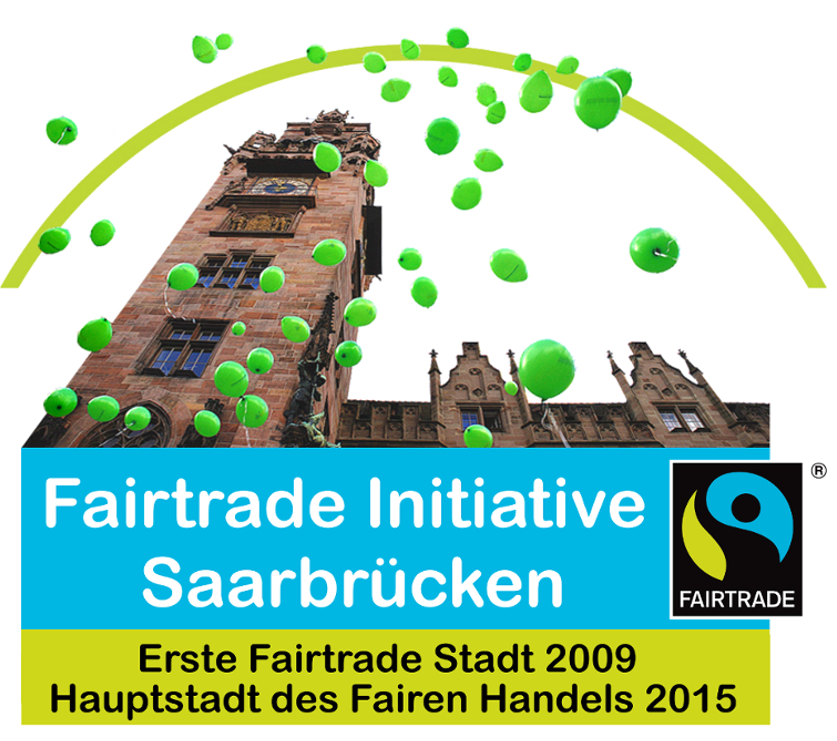 Fairtrade Initiative
Saarbrücken
®
FAIRTRADE
Erste Fairtrade Stadt 2009
Hauptstadt des Fairen Handels 2015